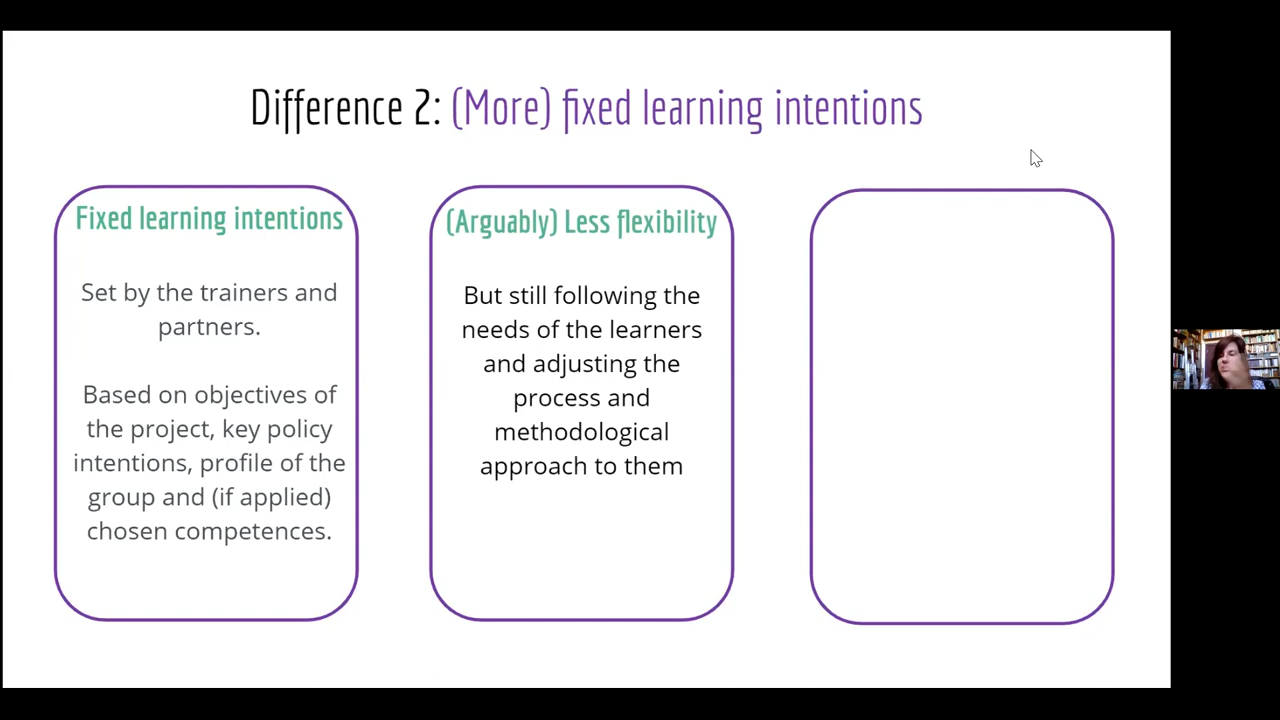 Difference 2: (More) fixed learning intentions
Fixed learning intentions
Set by the trainers and
partners.
Based on objectives of
the project, key policy
intentions, profile of the
group and (if applied)
chosen competences.
(Arguably) Less flexibility
But still following the
needs of the learners
and adjusting the
process and
methodological
approach to them